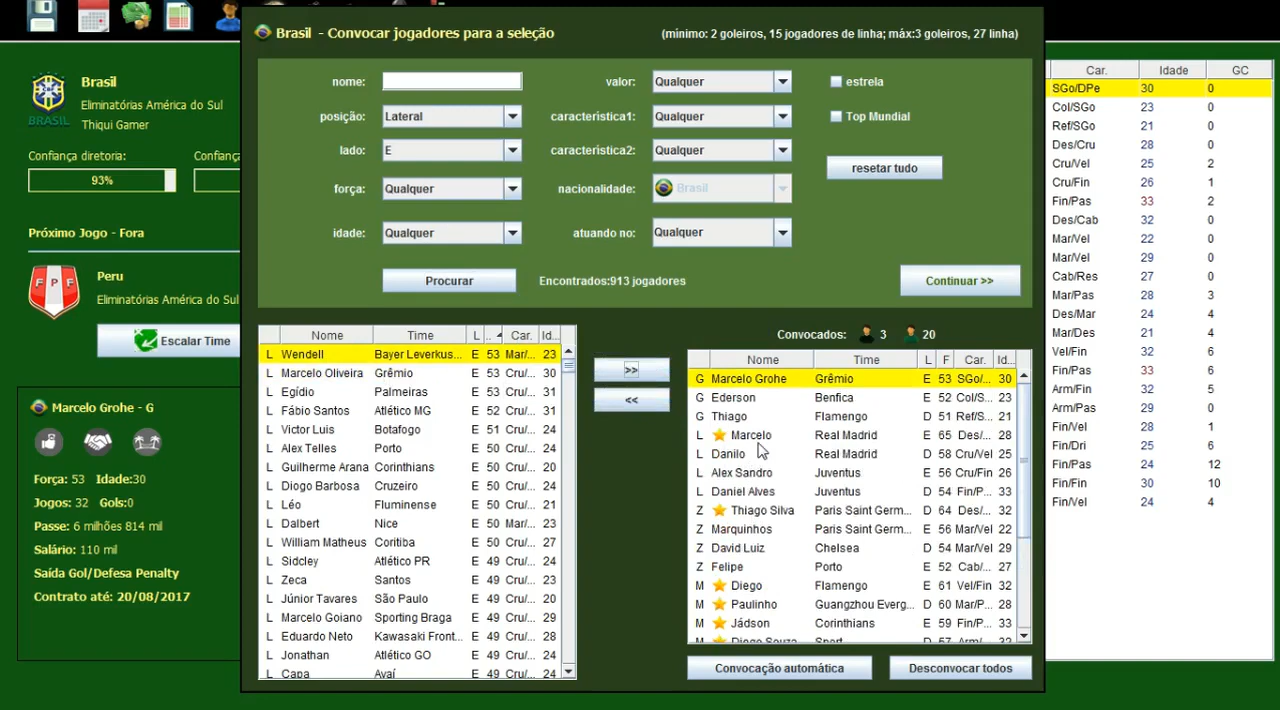 Brasil - Convocar jogadores para a seleção
(mínimo: 2 goleiros, 15 jogadores de linha; máx:3 goleiros, 27 linha)
Brasil
Eliminatórias América do Sul
Thiqui Gamer
BRASIL
Confiança diretoria:
Confiança
93%
Próximo Jogo - Fora
FPF
Peru
Eliminatórias América do Sul
Escalar Time
Marcelo Grohe - G
Força: 53 Idade:30
Jogos: 32 Gols:0
Passe: 6 milhões 814 mil
Salário: 110 mil
Saída Gol/Defesa Penalty
Contrato até: 20/08/2017
nome:
valor: Qualquer
estrela
posição: Lateral
característica1: Qualquer
Top Mundial
lado: E
característica2: Qualquer
resetar tudo
força: Qualquer
nacionalidade: Brasil
idade: Qualquer
atuando no: Qualquer
Procurar
Encontrados:913 jogadores
Continuar >>
Nome Time L ... Car. Id...
L Wendell Bayer Leverkus... E 53 Mar/... 23
L Marcelo Oliveira Grêmio E 53 Cru/... 30
L Egídio Palmeiras E 53 Cru/... 31
L Fábio Santos Atlético MG E 52 Cru/... 31
L Victor Luis Botafogo E 51 Cru/... 24
L Alex Telles Porto E 50 Cru/... 24
L Guilherme Arana Corinthians E 50 Cru/... 20
L Diogo Barbosa Cruzeiro E 50 Cru/... 24
L Léo Fluminense E 50 Cru/... 21
L Dalbert Nice E 50 Mar/... 23
L William Matheus Coritiba E 50 Cru/... 27
L Sidcley Atlético PR E 49 Cru/... 24
L Zeca Santos E 49 Cru/... 23
L Júnior Tavares São Paulo E 49 Cru/... 20
L Marcelo Goiano Sporting Braga E 49 Cru/... 29
L Eduardo Neto Kawasaki Front... E 49 Cru/... 28
L Jonathan Atlético GO E 49 Cru/... 24
L Capa Avaí E 49 Cru/... 24
>>
<<
Convocados: 3 20
Nome Time L F Car. Id...
G Marcelo Grohe Grêmio E 53 SGo/... 30
G Ederson Benfica E 52 Col/S... 23
G Thiago Flamengo D 51 Ref/S... 21
L Marcelo Real Madrid E 65 Des/... 28
L Danilo Real Madrid D 58 Cru/Vel 25
L Alex Sandro Juventus E 56 Cru/Fin 26
L Daniel Alves Juventus D 54 Fin/P... 33
Z Thiago Silva Paris Saint Germ... D 64 Des/... 32
Z Marquinhos Paris Saint Germ... E 56 Mar/Vel 22
Z David Luiz Chelsea D 54 Mar/Vel 29
Z Felipe Porto E 52 Cab/... 27
M Diego Flamengo E 61 Vel/Fin 32
M Paulinho Guangzhou Everg... D 60 Mar/P... 28
M Jádson Corinthians E 59 Fin/P... 33
M Diego Souza Sport D 57 Arm/... 32
Convocação automática
Desconvocar todos
Car. Idade GC
SGo/DPe 30 0
Col/SGo 23 0
Ref/SGo 21 0
Des/Cru 28 0
Cru/Vel 25 2
Cru/Fin 26 1
Fin/Pas 33 2
Des/Cab 32 0
Mar/Vel 22 0
Mar/Vel 29 0
Cab/Res 27 0
Mar/Pas 28 3
Des/Mar 24 4
Mar/Des 21 4
Vel/Fin 32 6
Fin/Pas 33 6
Arm/Fin 32 5
Arm/Pas 29 0
Fin/Vel 28 1
Fin/Dri 25 6
Fin/Pas 24 12
Fin/Fin 30 10
Fin/Vel 24 4